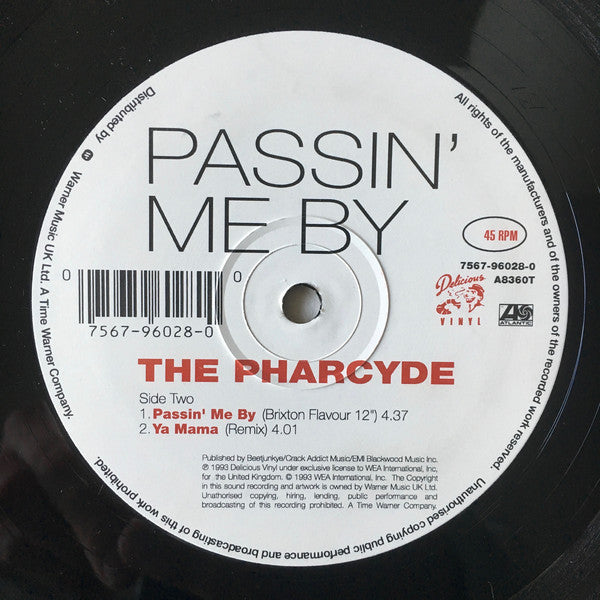 PASSIN'
ME BY
45 RPM
7567-96028-0
A8360T
Delicious
VINYL
ATLANTIC
0
0
7567-96028-0
THE PHARCYDE
Side Two
1. Passin' Me By (Brixton Flavour 12") 4.37
2. Ya Mama (Remix) 4.01
Published by Beetjunkye/Crack Addict Music/EMI Blackwood Music Inc.
℗ 1993 Delicious Vinyl under exclusive license to WEA International, Inc,
for the United Kingdom. © 1993 WEA International, Inc. The Copyright
in this sound recording and artwork is owned by Warner Music UK Ltd.
Unathorised copying, hiring, lending, public performance and
broadcasting of this recording prohibited. A Time Warner Company.
All rights of the manufacturers and of the owners of the recorded work reserved.
Unauthorised copying public performance and broadcasting of this work prohibited.
Distributed by Warner Music UK Ltd. A Time Warner Company.